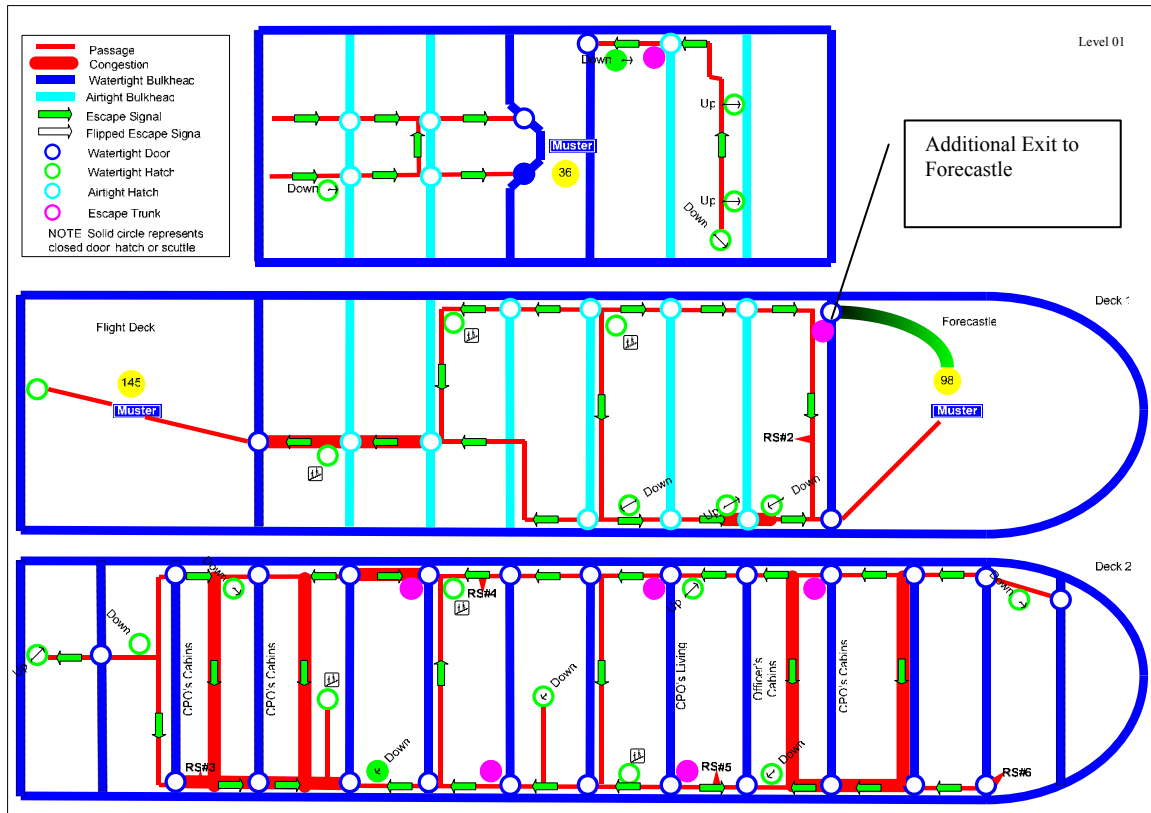 Level 01
Passage
Congestion
Watertight Bulkheac
Airtight Bulkheac
Escape Signal
Flipped Escape Signa
Watertight Door
Watertight Hatch
Airtight Hatch
Escape Trunk
NOTE Solid circle represents
closed door hatch or scuttle
Down
Down
Up
Up
Down
Muster
36
Additional Exit to
Forecastle
Deck 1
Flight Deck
Forecastle
145
Muster
98
Muster
RS#2
Down
Up
Down
Deck 2
Down
Down
Up
RS#4
Up
Down
CPO's Cabins
CPO's Cabins
Down
CPO's Living
Officer's
Cabins
CPO's Cabins
RS#3
Down
RS#5
Down
RS#6